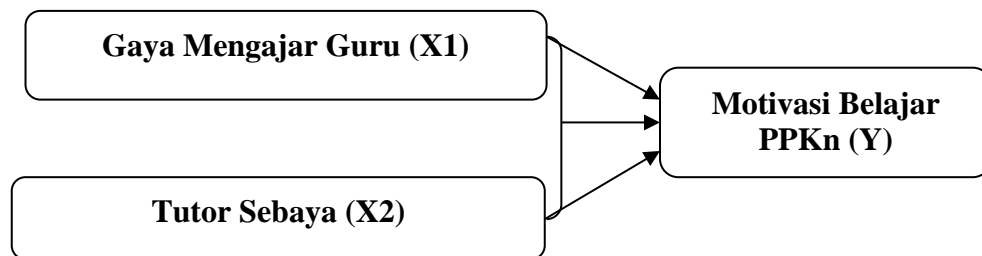 Gaya Mengajar Guru (X1)
Motivasi Belajar
PPKn (Y)
Tutor Sebaya (X2)